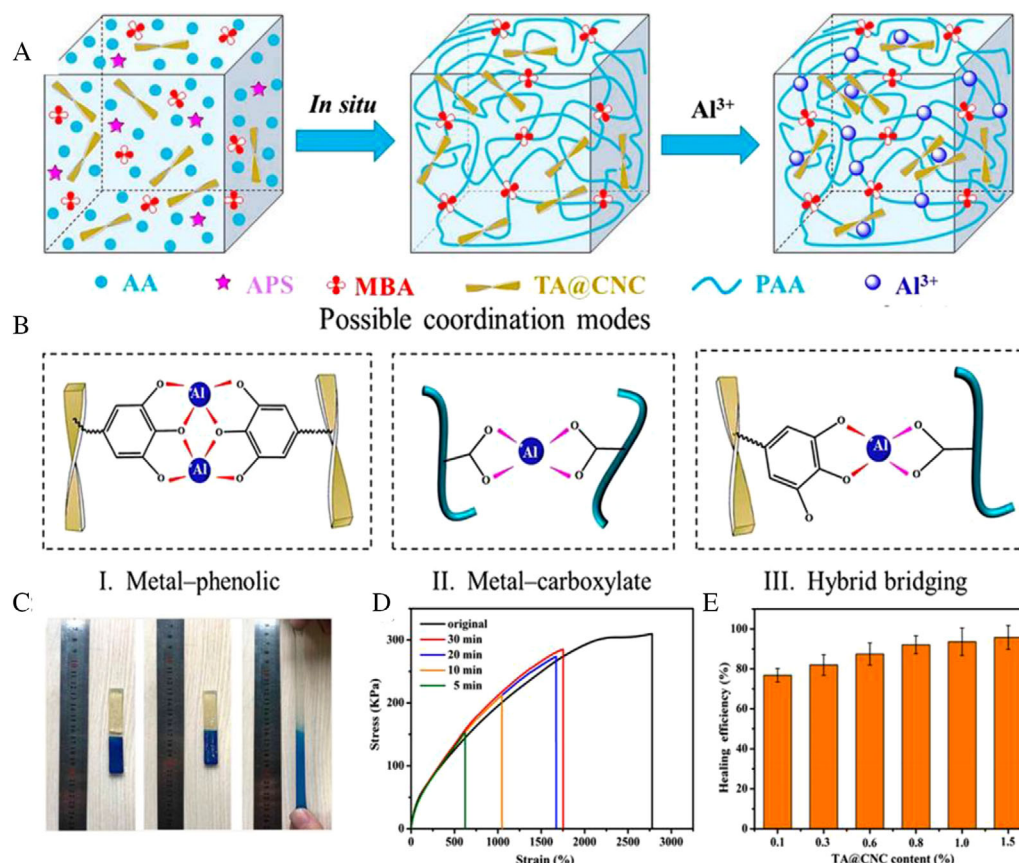 A
In situ
Al³⁺
AA
APS
MBA
TA@CNC
PAA
Al³⁺
B
Possible coordination modes
O
Al
O
O
O
O
Al
O
O
Al
O
O
O
O
Al
O
O
O
I. Metal–phenolic
II. Metal–carboxylate
III. Hybrid bridging
C
D
original
30 min
20 min
10 min
5 min
300
200
100
0
0
500
1000
1500
2000
2500
3000
Stress (KPa)
Strain (%)
E
100
80
60
40
20
0
0.1
0.3
0.6
0.8
1.0
1.5
Healing efficiency (%)
TA@CNC content (%)